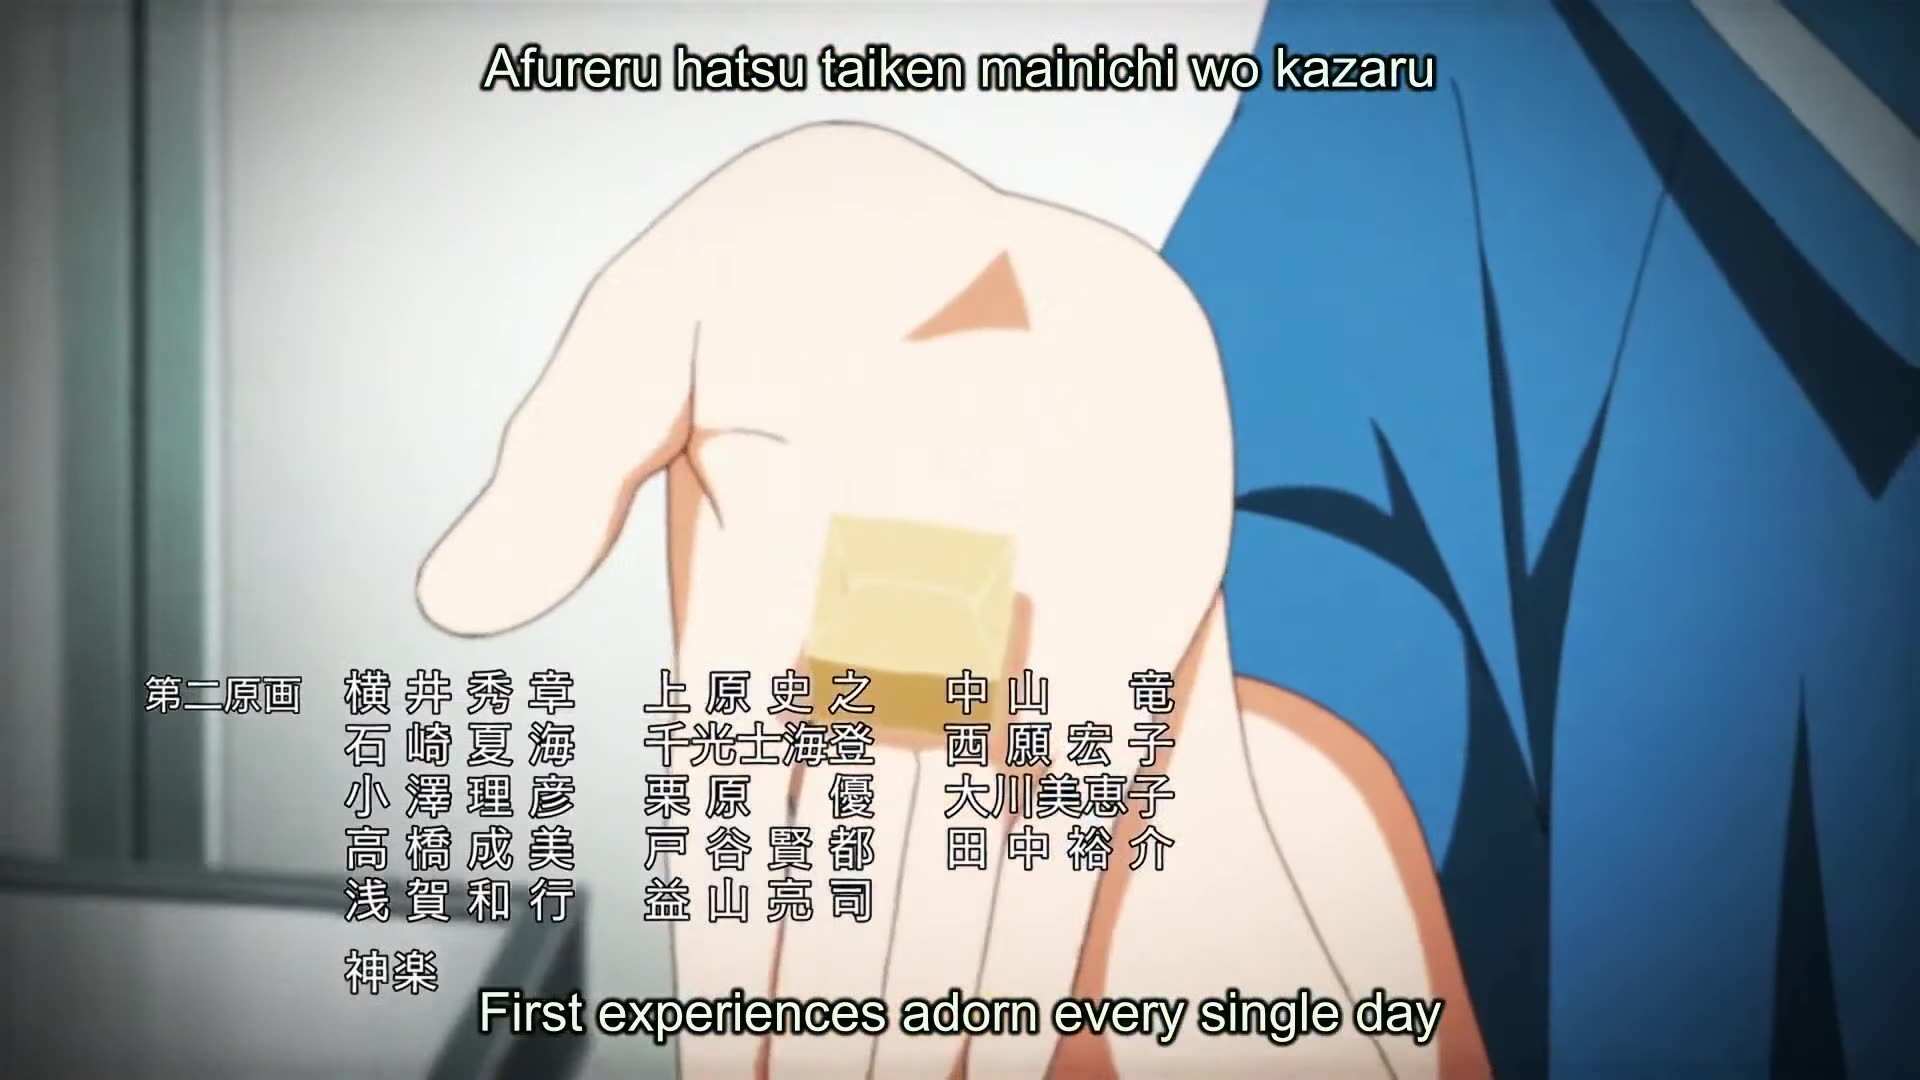 Afureru hatsu taiken mainichi wo kazaru
第二原画 横井秀章 上原史之 中山 竜
石崎夏海 千光士海登 西願宏子
小澤理彦 栗原 優 大川美恵子
高橋成美 戸谷賢都 田中裕介
浅賀和行 益山亮司
神楽
First experiences adorn every single day